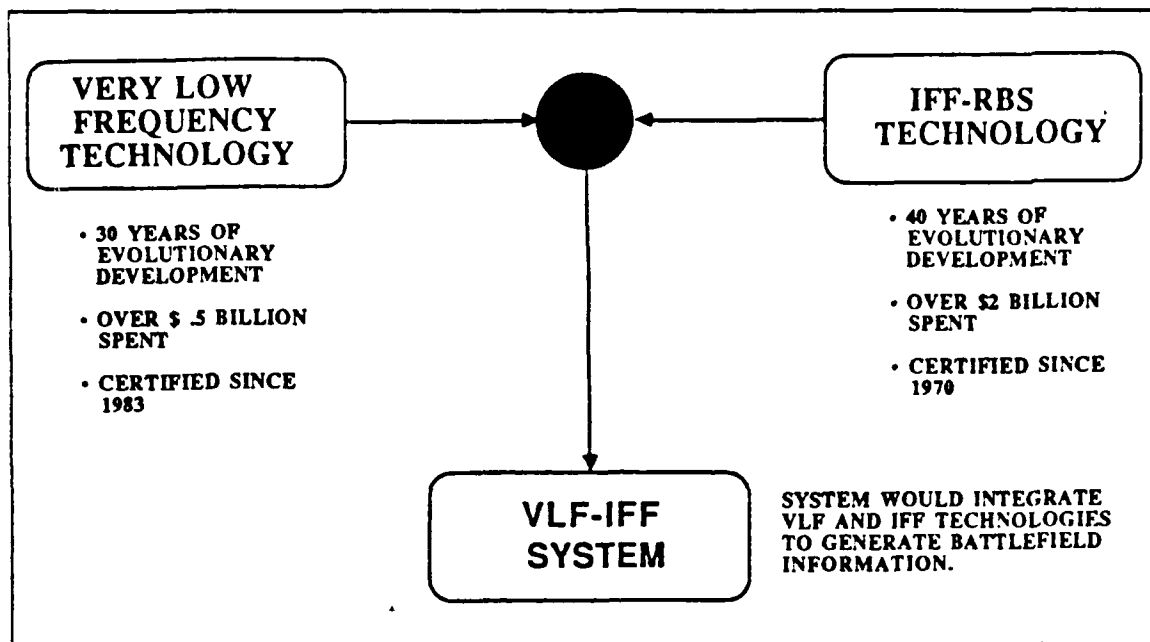 VERY LOW
FREQUENCY
TECHNOLOGY
IFF-RBS
TECHNOLOGY
• 30 YEARS OF
EVOLUTIONARY
DEVELOPMENT
• OVER $ .5 BILLION
SPENT
• CERTIFIED SINCE
1983
• 40 YEARS OF
EVOLUTIONARY
DEVELOPMENT
• OVER $2 BILLION
SPENT
• CERTIFIED SINCE
1970
VLF-IFF
SYSTEM
SYSTEM WOULD INTEGRATE
VLF AND IFF TECHNOLOGIES
TO GENERATE BATTLEFIELD
INFORMATION.